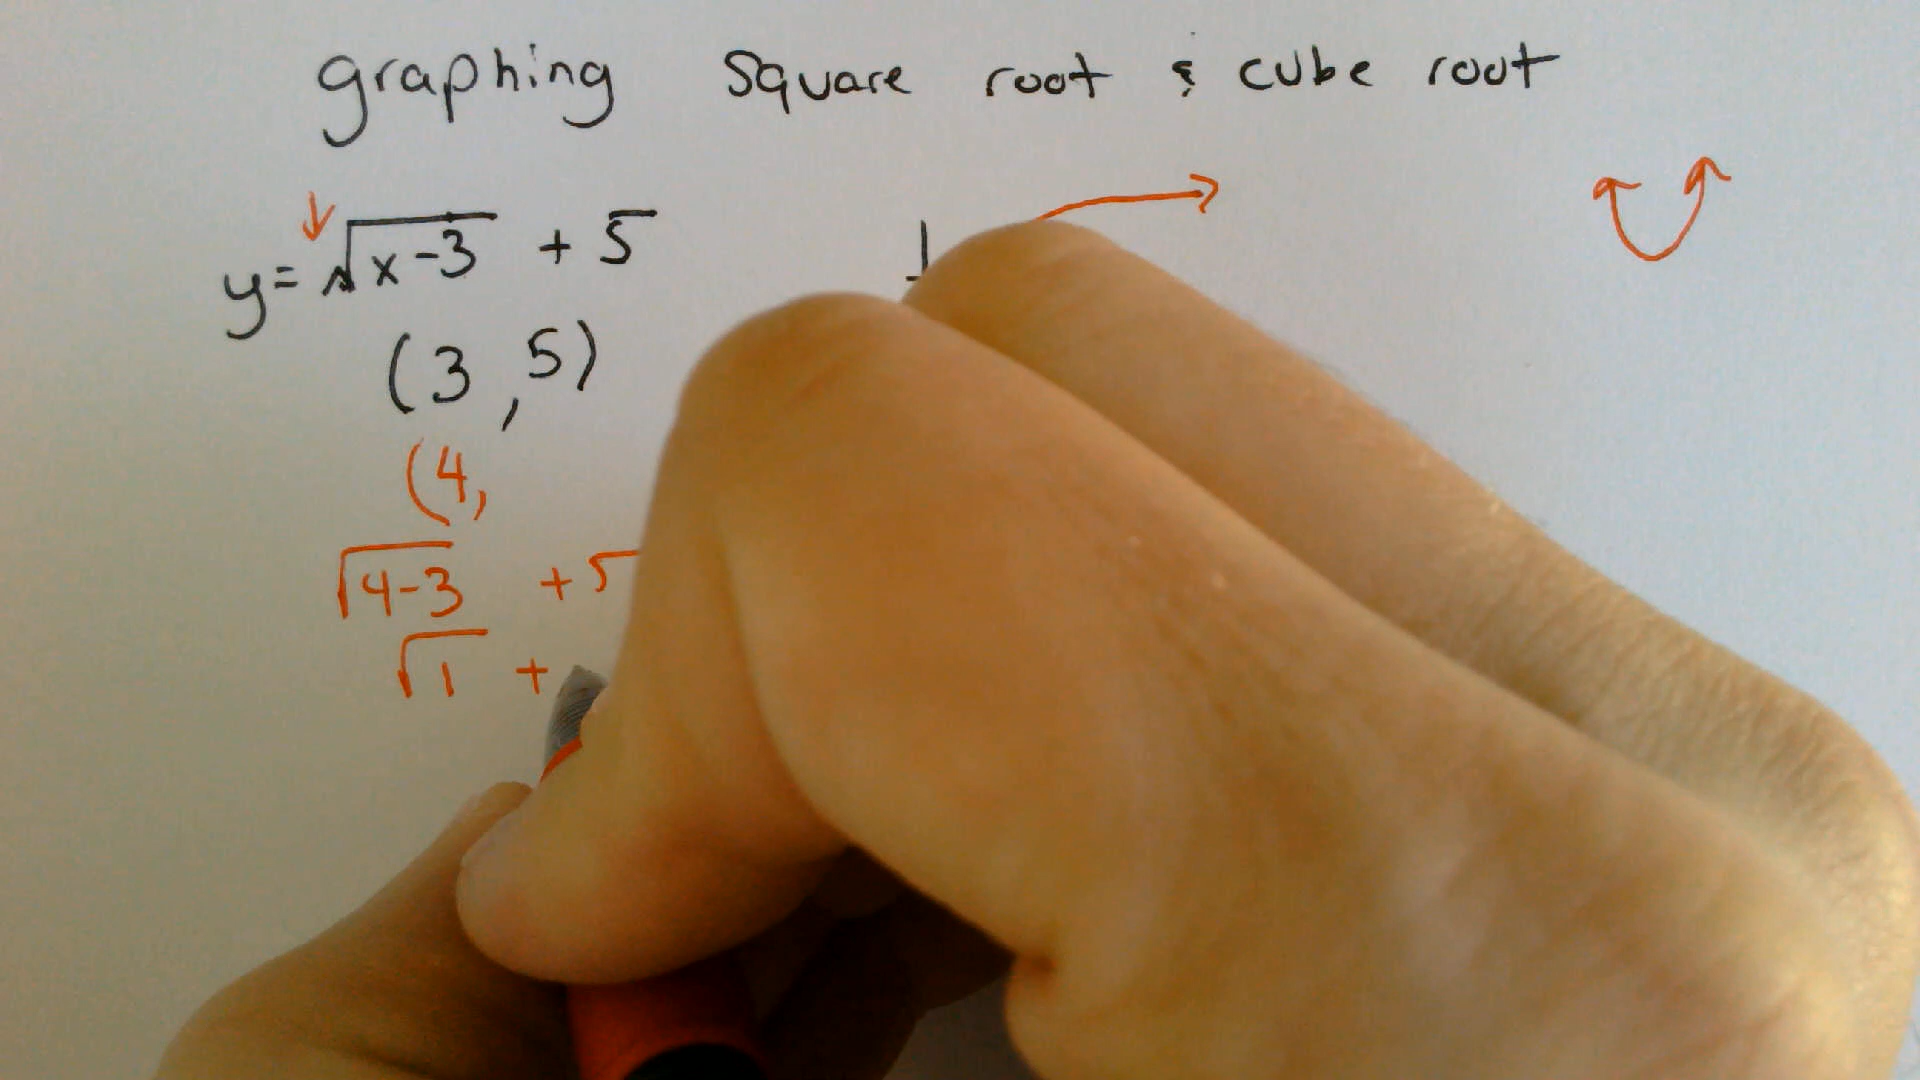 graphing square root & cube root
y = √x-3 + 5
(3, 5)
(4,
√4-3 + 5
√1 +